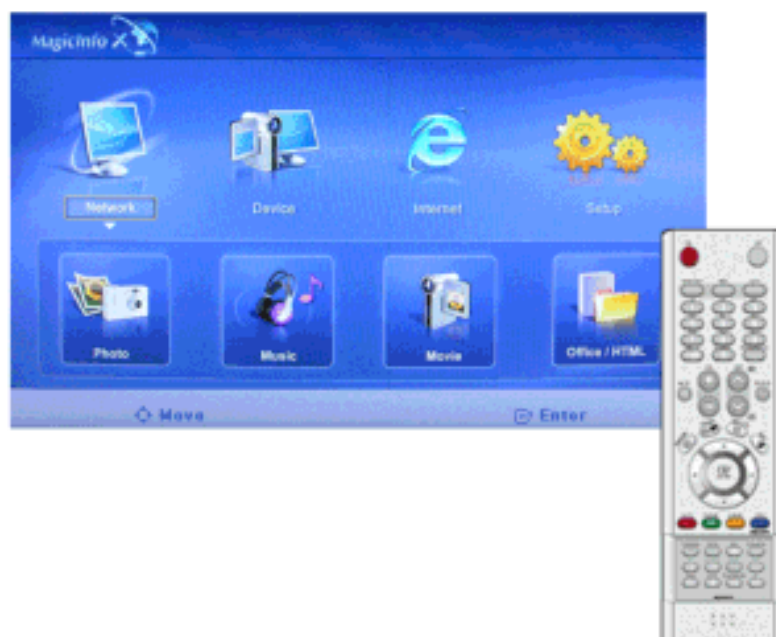 MagicInfo X
Network Device Internet Setup
Photo Music Movie Office / HTML
Move Enter